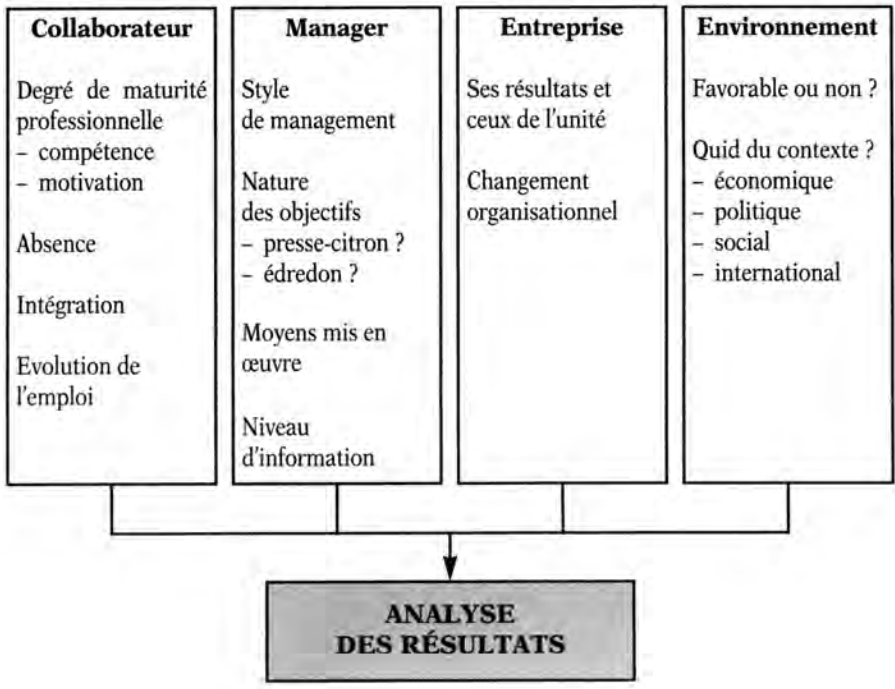 Collaborateur
Degré de maturité
professionnelle
– compétence
– motivation
Absence
Intégration
Evolution de
l'emploi
Manager
Style
de management
Nature
des objectifs
– presse-citron ?
– édredon ?
Moyens mis en
œuvre
Niveau
d'information
Entreprise
Ses résultats et
ceux de l'unité
Changement
organisationnel
Environnement
Favorable ou non ?
Quid du contexte ?
– économique
– politique
– social
– international
ANALYSE
DES RÉSULTATS